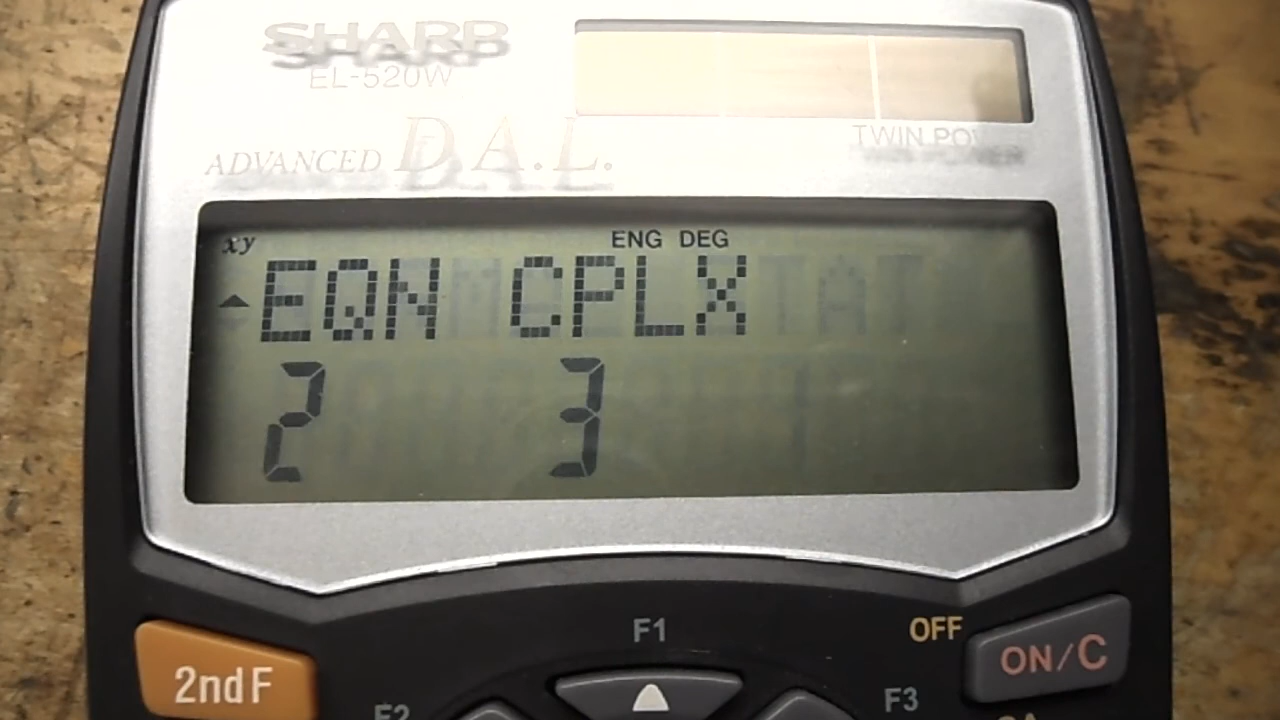 SHARP
EL-520W
TWIN POWER
ADVANCED D.A.L.
xy ENG DEG
EQN CPLX
2 3
F1
OFF
2ndF
ON/C
F2
F3